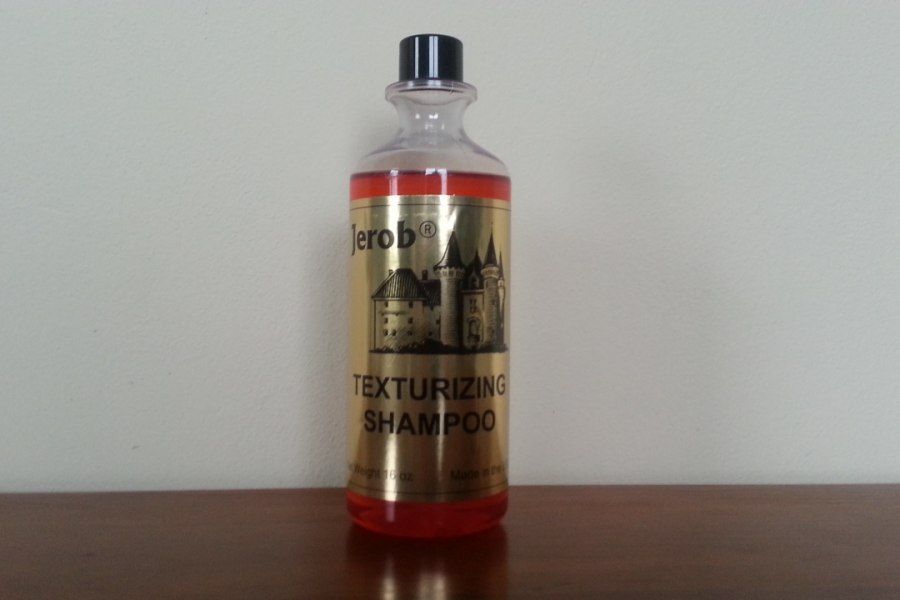 Jerob®
TEXTURIZING
SHAMPOO
Weight 16 oz Made in the